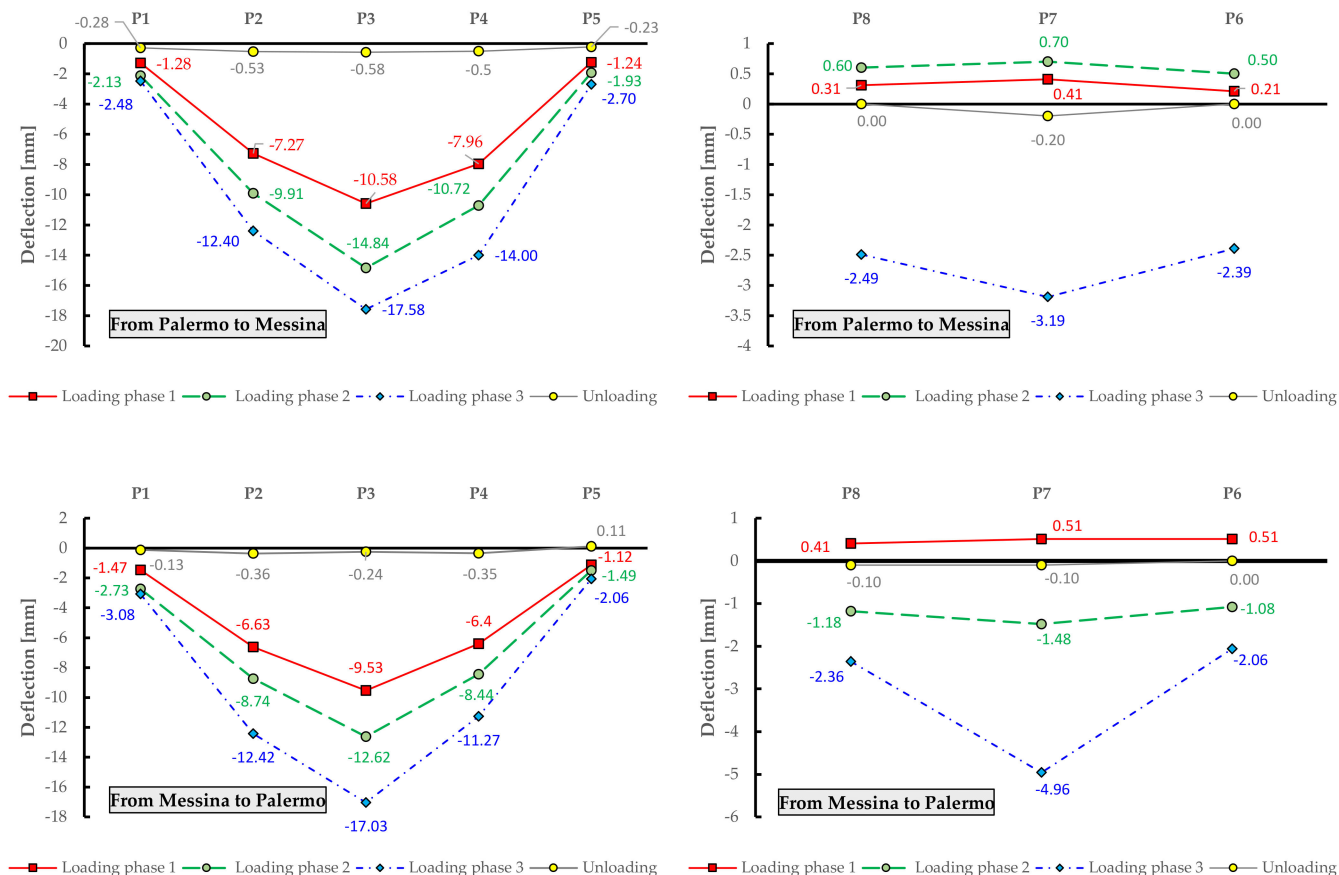 P1 P2 P3 P4 P5
-0.28 -0.23
0
-2
-4
-6
-8
-10
-12
-14
-16
-18
-20
Deflection [mm]
-0.53 -0.58 -0.5
-1.28 -1.24
-2.13 -1.93
-2.48 -2.70
-7.27 -7.96
-10.58
-9.91 -10.72
-14.84
-12.40 -14.00
-17.58
From Palermo to Messina
Loading phase 1 Loading phase 2 Loading phase 3 Unloading
P8 P7 P6
1
0.5
0
-0.5
-1
-1.5
-2
-2.5
-3
-3.5
-4
Deflection [mm]
0.60 0.70 0.50
0.31 0.41 0.21
0.00 -0.20 0.00
-2.49 -3.19 -2.39
From Palermo to Messina
Loading phase 1 Loading phase 2 Loading phase 3 Unloading
P1 P2 P3 P4 P5
2
0
-2
-4
-6
-8
-10
-12
-14
-16
-18
Deflection [mm]
0.11
-0.13 -0.36 -0.24 -0.35
-1.47 -1.12
-2.73 -1.49
-3.08 -2.06
-6.63 -9.53 -6.4
-8.74 -12.62 -8.44
-12.42 -17.03 -11.27
From Messina to Palermo
Loading phase 1 Loading phase 2 Loading phase 3 Unloading
P8 P7 P6
1
0
-1
-2
-3
-4
-5
-6
Deflection [mm]
0.41 0.51 0.51
-0.10 -0.10 0.00
-1.18 -1.48 -1.08
-2.36 -4.96 -2.06
From Messina to Palermo
Loading phase 1 Loading phase 2 Loading phase 3 Unloading